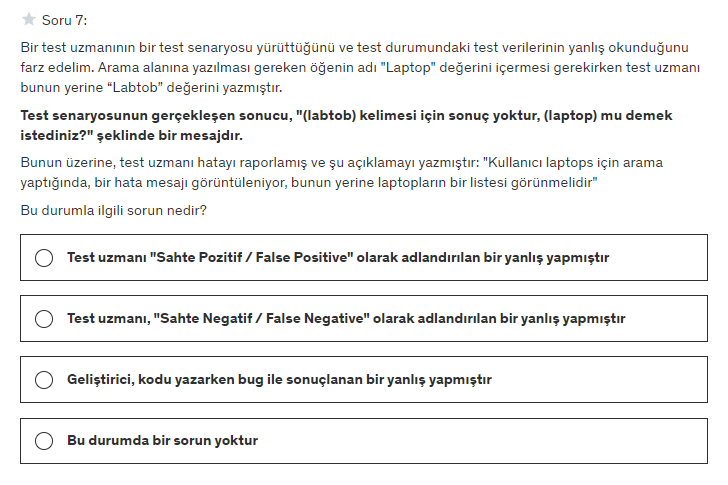 Soru 7:
Bir test uzmanının bir test senaryosu yürüttüğünü ve test durumundaki test verilerinin yanlış okunduğunu
farz edelim. Arama alanına yazılması gereken öğenin adı "Laptop" değerini içermesi gerekirken test uzmanı
bunun yerine “Labtob” değerini yazmıştır.
Test senaryosunun gerçekleşen sonucu, "(labtob) kelimesi için sonuç yoktur, (laptop) mu demek
istediniz?" şeklinde bir mesajdır.
Bunun üzerine, test uzmanı hatayı raporlamış ve şu açıklamayı yazmıştır: "Kullanıcı laptops için arama
yaptığında, bir hata mesajı görüntüleniyor, bunun yerine laptopların bir listesi görünmelidir"
Bu durumla ilgili sorun nedir?
Test uzmanı "Sahte Pozitif / False Positive" olarak adlandırılan bir yanlış yapmıştır
Test uzmanı, "Sahte Negatif / False Negative" olarak adlandırılan bir yanlış yapmıştır
Geliştirici, kodu yazarken bug ile sonuçlanan bir yanlış yapmıştır
Bu durumda bir sorun yoktur